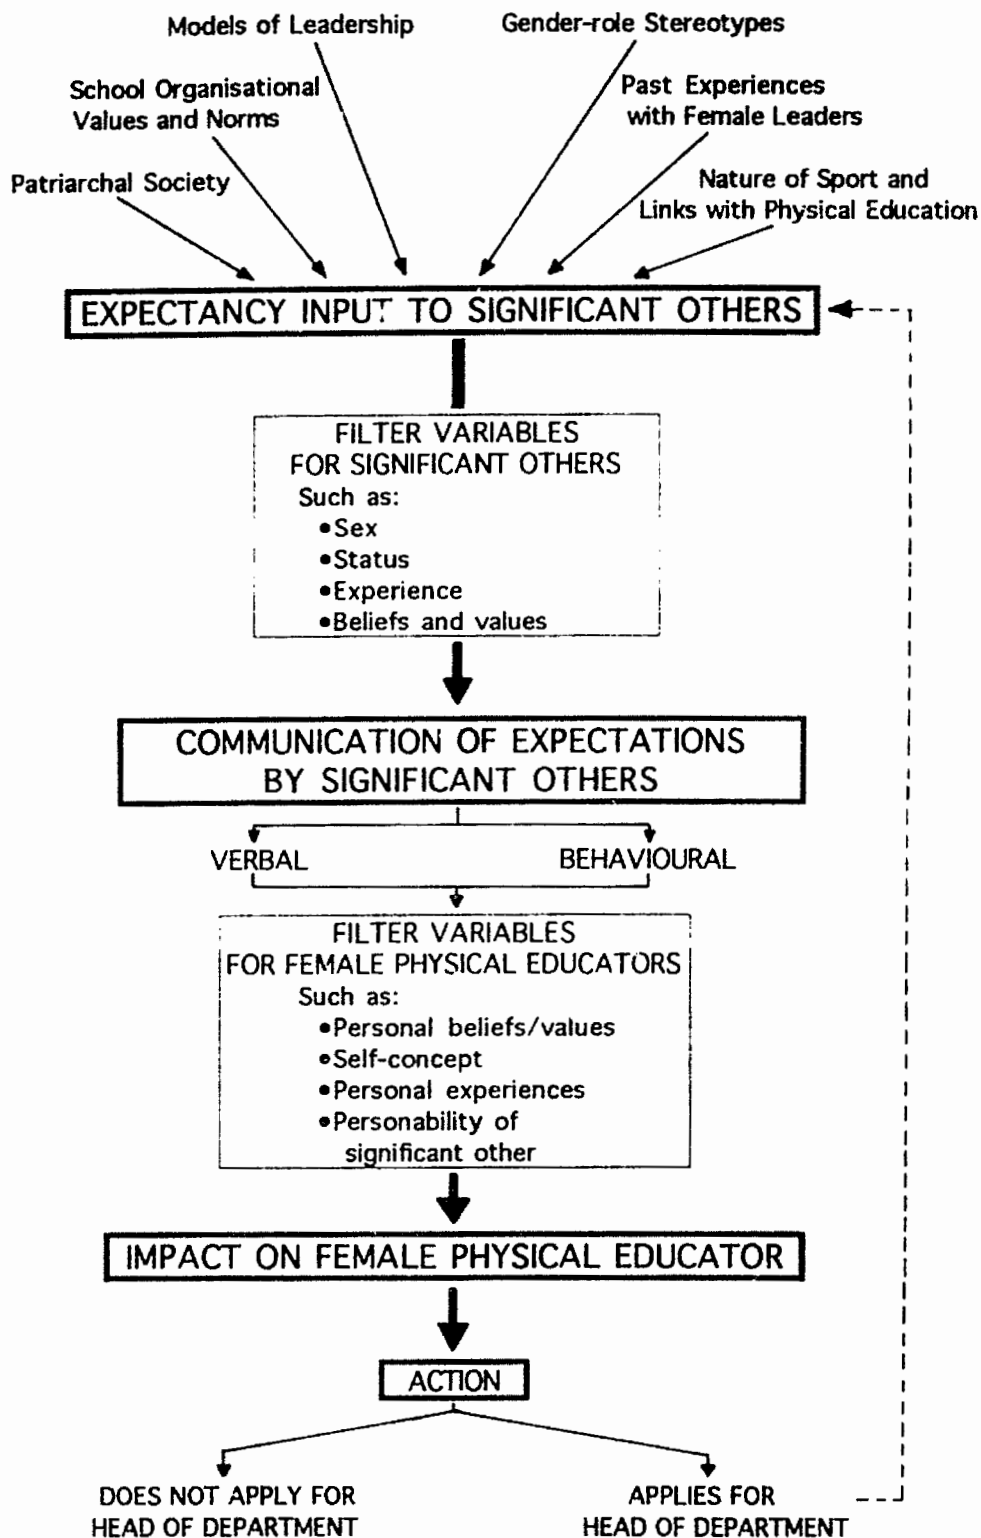 Models of Leadership
Gender-role Stereotypes
School Organisational
Values and Norms
Past Experiences
with Female Leaders
Patriarchal Society
Nature of Sport and
Links with Physical Education
EXPECTANCY INPUT TO SIGNIFICANT OTHERS
FILTER VARIABLES
FOR SIGNIFICANT OTHERS
Such as:
•Sex
•Status
•Experience
•Beliefs and values
COMMUNICATION OF EXPECTATIONS
BY SIGNIFICANT OTHERS
VERBAL
BEHAVIOURAL
FILTER VARIABLES
FOR FEMALE PHYSICAL EDUCATORS
Such as:
•Personal beliefs/values
•Self-concept
•Personal experiences
•Personability of
significant other
IMPACT ON FEMALE PHYSICAL EDUCATOR
ACTION
DOES NOT APPLY FOR
HEAD OF DEPARTMENT
APPLIES FOR
HEAD OF DEPARTMENT